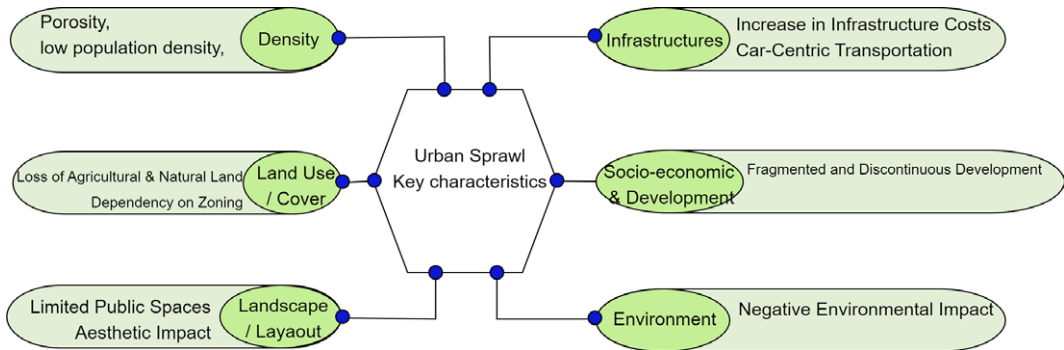 Porosity,
low population density,
Density
Infrastructures
Increase in Infrastructure Costs
Car-Centric Transportation
Urban Sprawl
Key characteristics
Loss of Agricultural & Natural Land
Dependency on Zoning
Land Use
/ Cover
Socio-economic
& Development
Fragmented and Discontinuous Development
Limited Public Spaces
Aesthetic Impact
Landscape
/ Layaout
Environment
Negative Environmental Impact